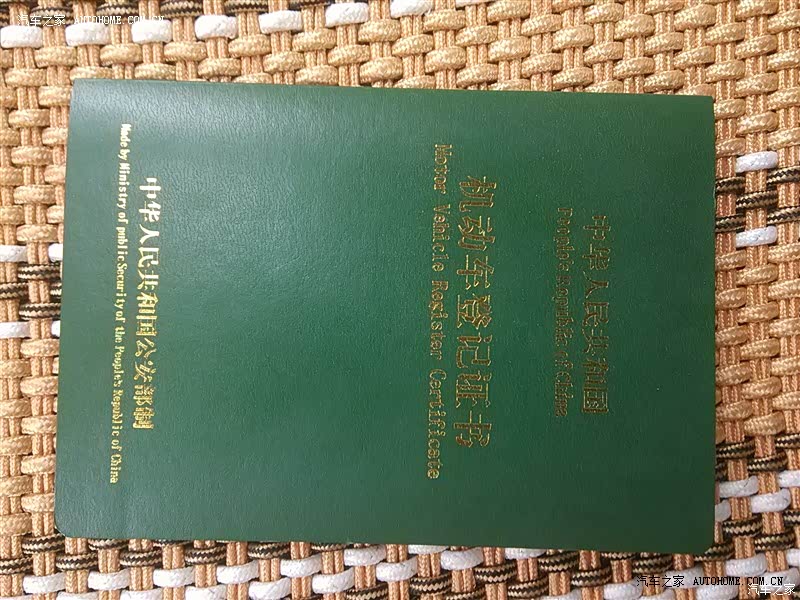 中华人民共和国
People's Republic of China
机动车登记证书
Motor Vehicle Register Certificate
中华人民共和国公安部制
Made by Ministry of public Security of the People's Republic of China
汽车之家 AUTOHOME.COM.CN
汽车之家 AUTOHOME.COM.CN
汽车之家